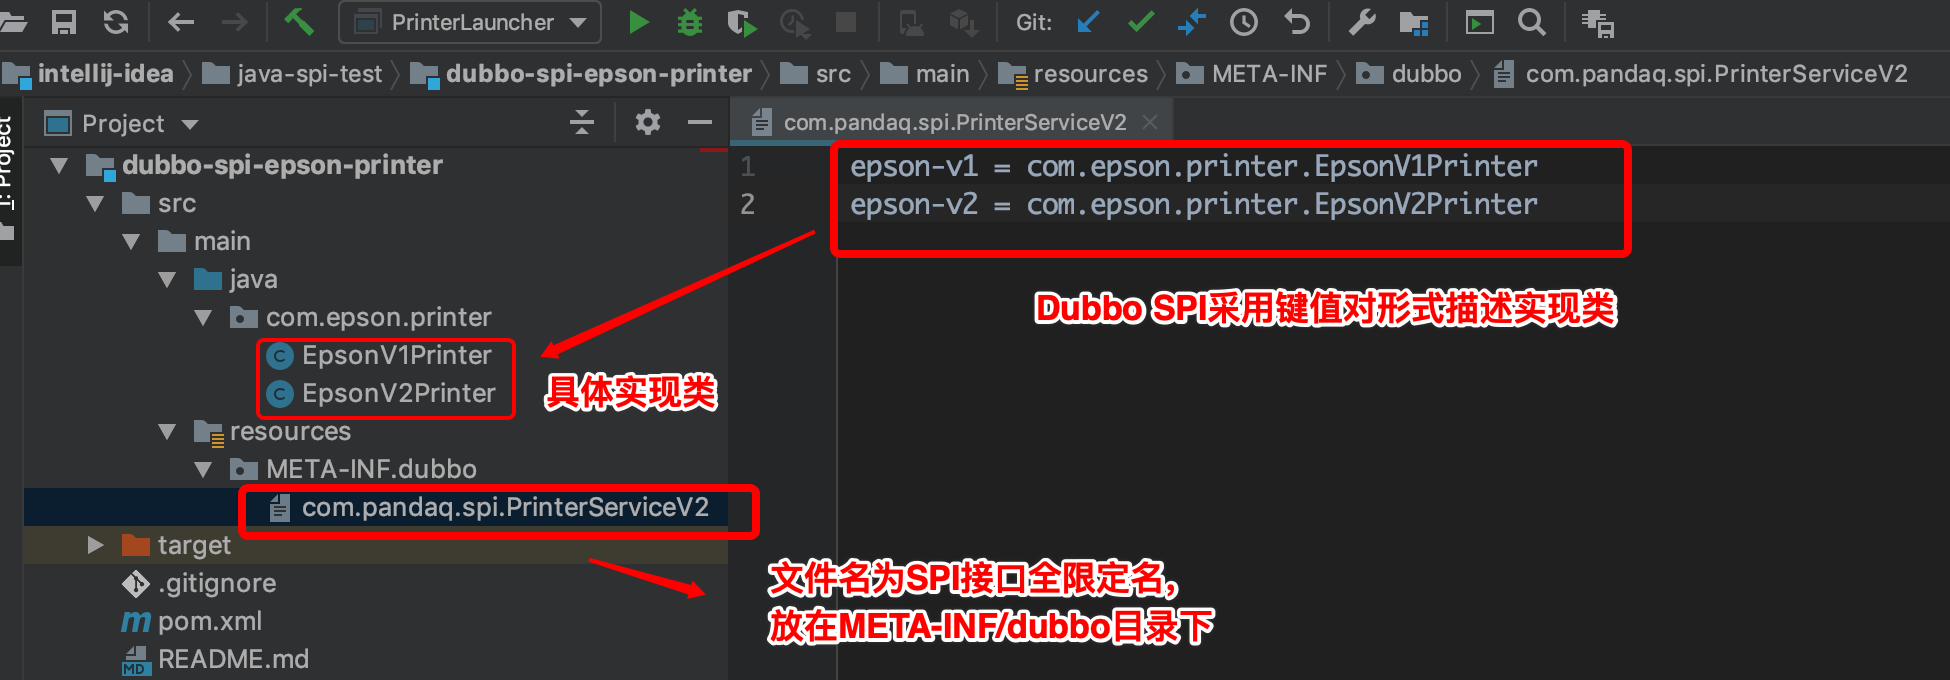 PrinterLauncher
Git:
intellij-idea
java-spi-test
dubbo-spi-epson-printer
src
main
resources
META-INF
dubbo
com.pandaq.spi.PrinterServiceV2
1: Project
Project
com.pandaq.spi.PrinterServiceV2
dubbo-spi-epson-printer
src
main
java
com.epson.printer
EpsonV1Printer
EpsonV2Printer
resources
META-INF.dubbo
com.pandaq.spi.PrinterServiceV2
target
.gitignore
pom.xml
README.md
1 epson-v1 = com.epson.printer.EpsonV1Printer
2 epson-v2 = com.epson.printer.EpsonV2Printer
Dubbo SPI采用键值对形式描述实现类
具体实现类
文件名为SPI接口全限定名，
放在META-INF/dubbo目录下